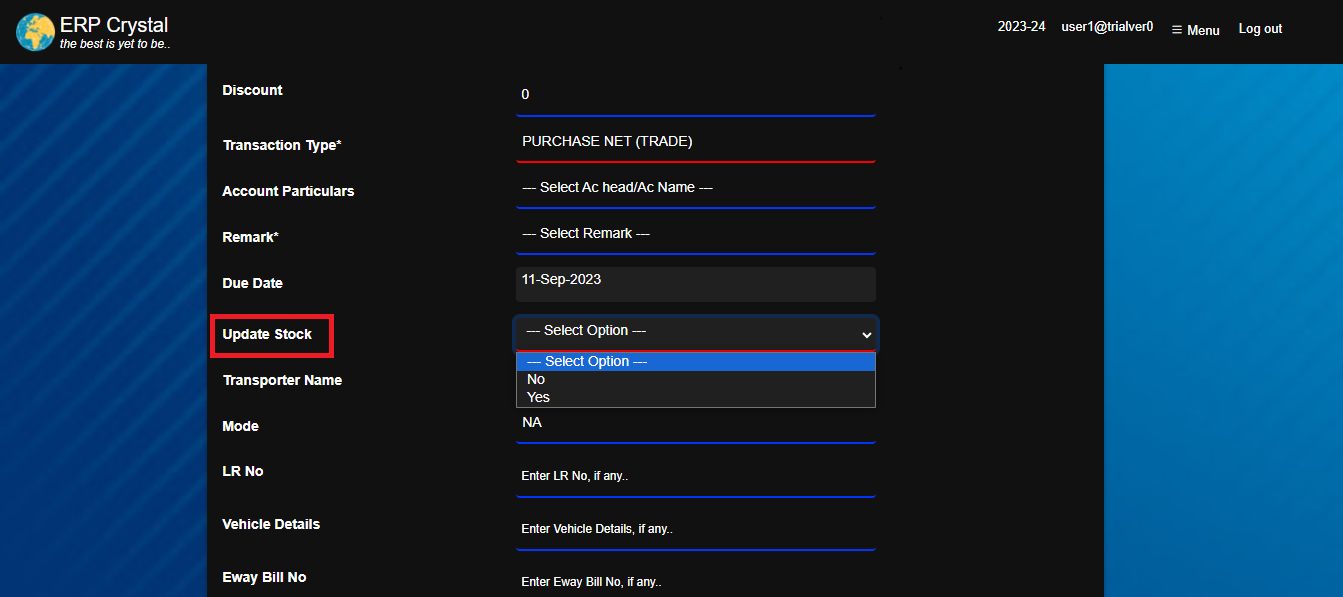 ERP Crystal
the best is yet to be..
2023-24 user1@trialver0 ☰ Menu Log out
Discount 0
Transaction Type* PURCHASE NET (TRADE)
Account Particulars --- Select Ac head/Ac Name ---
Remark* --- Select Remark ---
Due Date 11-Sep-2023
Update Stock --- Select Option ---
--- Select Option ---
No
Yes
Transporter Name
Mode NA
LR No Enter LR No, if any..
Vehicle Details Enter Vehicle Details, if any..
Eway Bill No Enter Eway Bill No, if any..